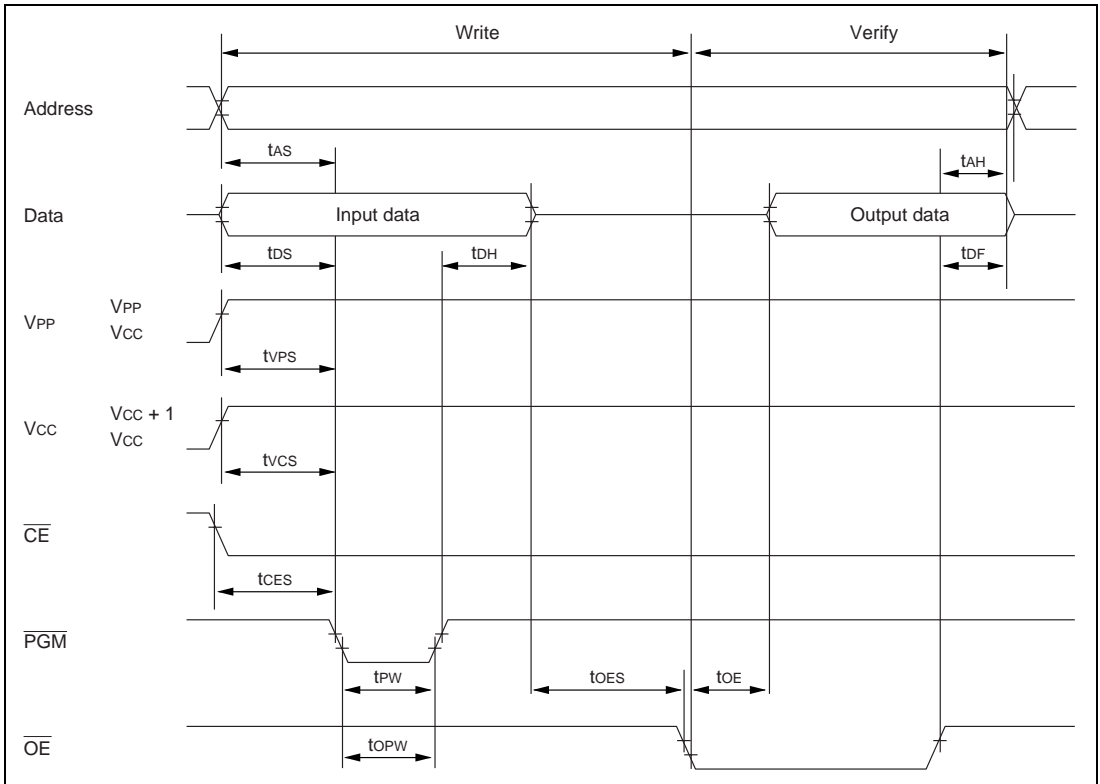 Write Verify
Address
tAS tAH
Data Input data Output data
tDS tDH tDF
VPP VPP
VCC
tVPS
VCC VCC + 1
VCC
tVCS
CE
tCES
PGM
tPW tOES tOE
OE tOPW